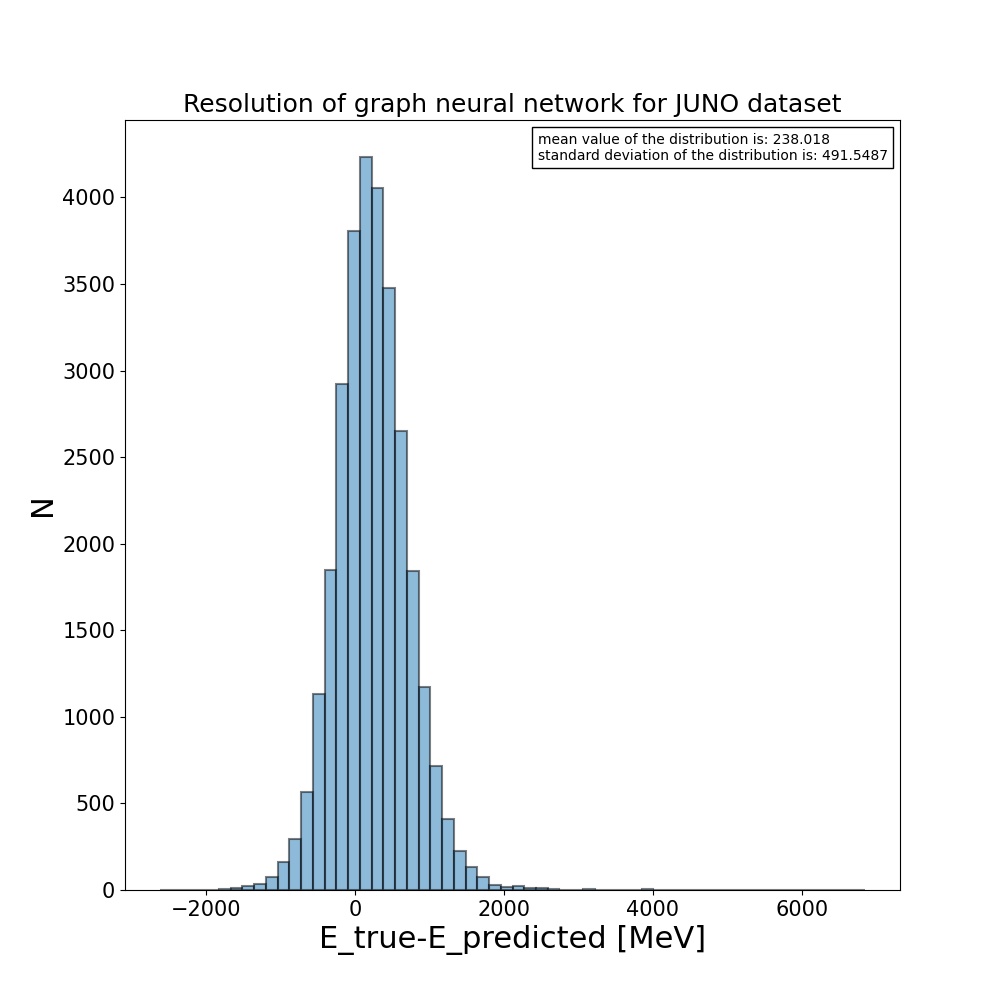 Resolution of graph neural network for JUNO dataset
mean value of the distribution is: 238.018
standard deviation of the distribution is: 491.5487
4000
3500
3000
2500
2000
1500
1000
500
0
N
−2000 0 2000 4000 6000
E_true-E_predicted [MeV]